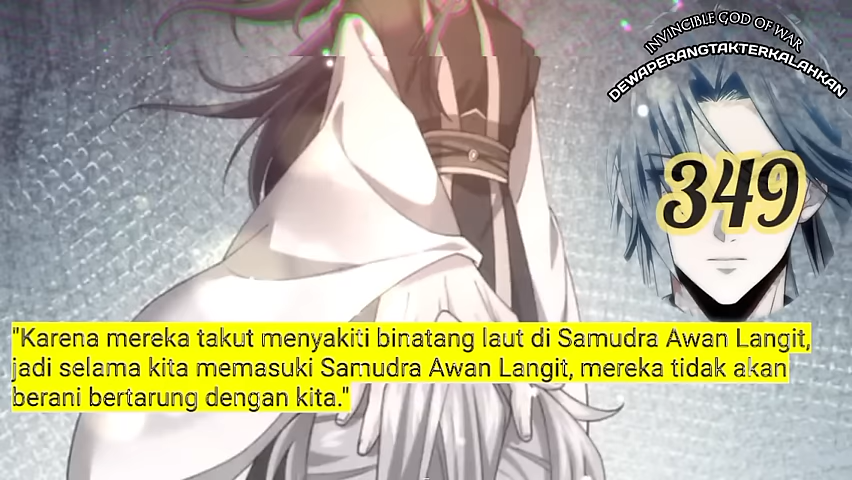 INVINCIBLE GOD OF WAR
DEWAPERANGTAKTERKALAHKAN
349
"Karena mereka takut menyakiti binatang laut di Samudra Awan Langit,
jadi selama kita memasuki Samudra Awan Langit, mereka tidak akan
berani bertarung dengan kita."